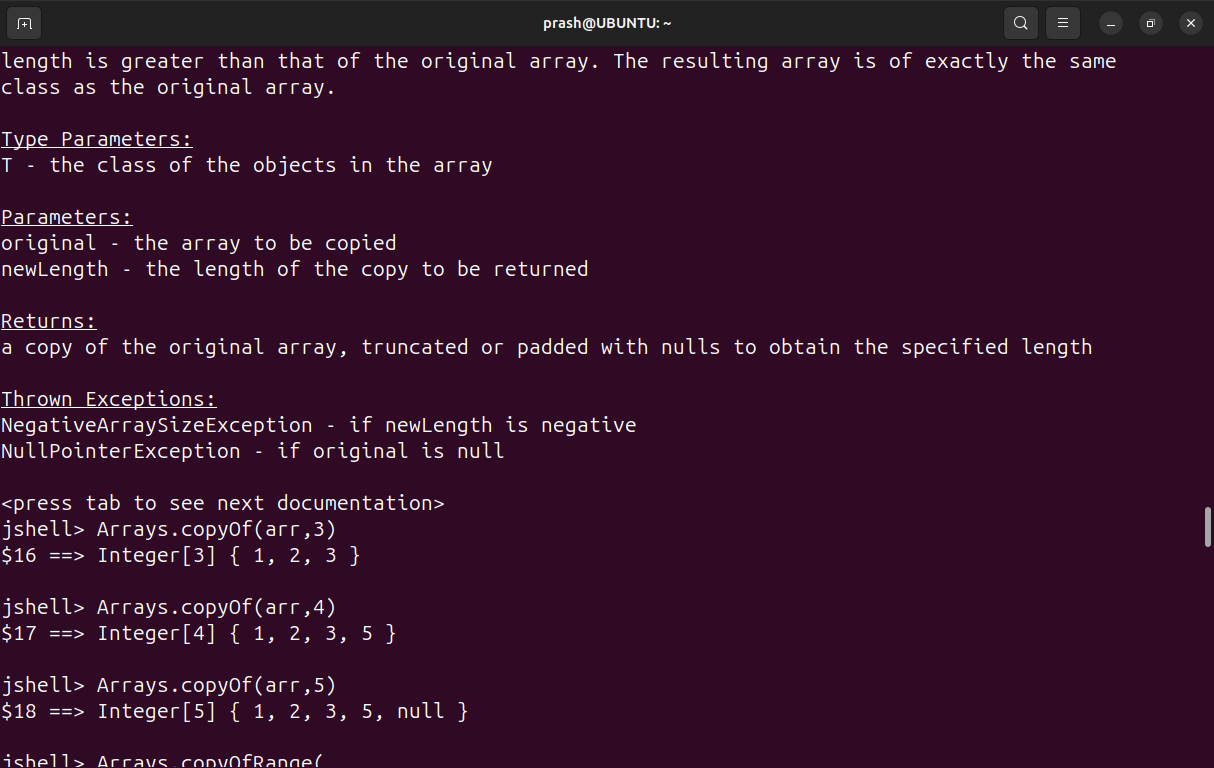 prash@UBUNTU: ~
length is greater than that of the original array. The resulting array is of exactly the same
class as the original array.
Type Parameters:
T - the class of the objects in the array
Parameters:
original - the array to be copied
newLength - the length of the copy to be returned
Returns:
a copy of the original array, truncated or padded with nulls to obtain the specified length
Thrown Exceptions:
NegativeArraySizeException - if newLength is negative
NullPointerException - if original is null
<press tab to see next documentation>
jshell> Arrays.copyOf(arr,3)
$16 ==> Integer[3] { 1, 2, 3 }
jshell> Arrays.copyOf(arr,4)
$17 ==> Integer[4] { 1, 2, 3, 5 }
jshell> Arrays.copyOf(arr,5)
$18 ==> Integer[5] { 1, 2, 3, 5, null }
jshell> Arrays.copyOfRange(